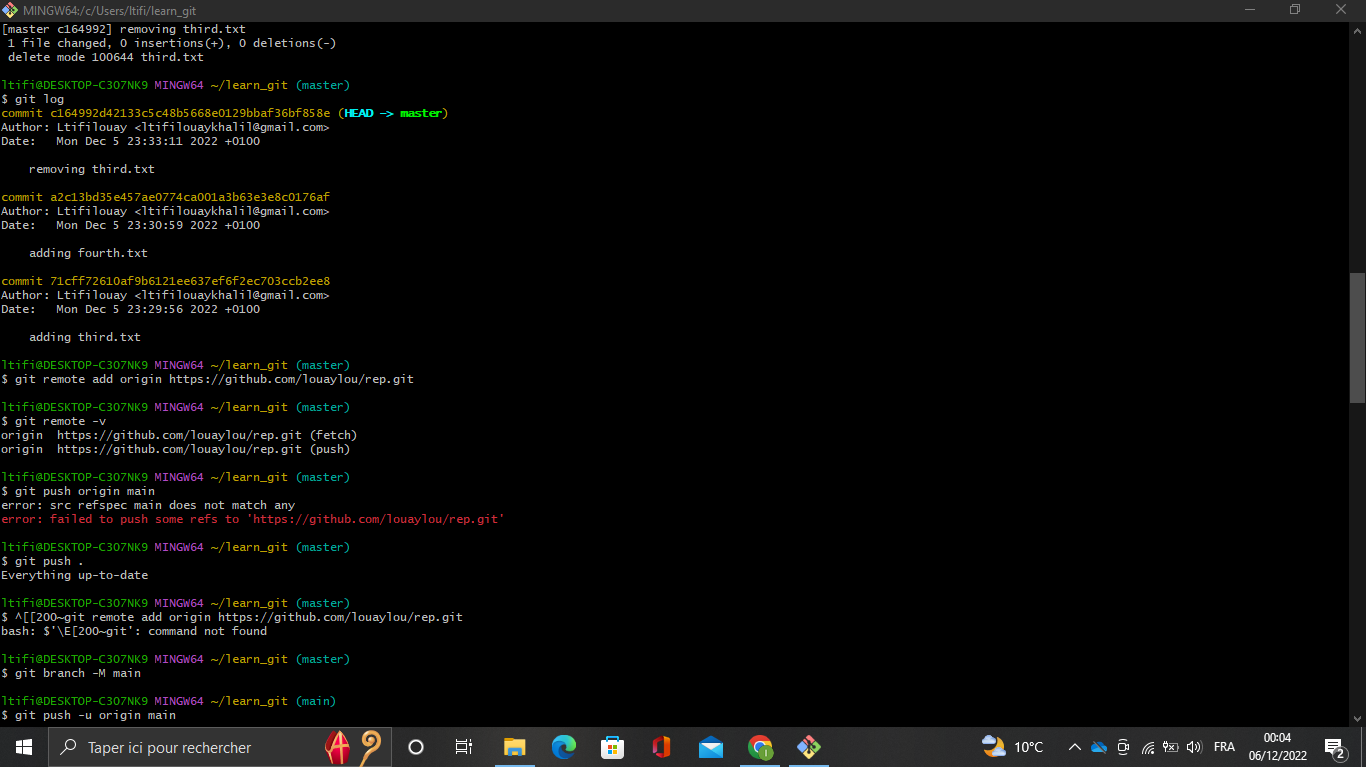 MINGW64:/c/Users/ltifi/learn_git
[master c164992] removing third.txt
 1 file changed, 0 insertions(+), 0 deletions(-)
 delete mode 100644 third.txt
ltifi@DESKTOP-C3O7NK9 MINGW64 ~/learn_git (master)
$ git log
commit c164992d42133c5c48b5668e0129bbaf36bf858e (HEAD -> master)
Author: Ltifilouay <ltifilouaykhalil@gmail.com>
Date:   Mon Dec 5 23:33:11 2022 +0100
    removing third.txt
commit a2c13bd35e457ae0774ca001a3b63e3e8c0176af
Author: Ltifilouay <ltifilouaykhalil@gmail.com>
Date:   Mon Dec 5 23:30:59 2022 +0100
    adding fourth.txt
commit 71cff72610af9b6121ee637ef6f2ec703ccb2ee8
Author: Ltifilouay <ltifilouaykhalil@gmail.com>
Date:   Mon Dec 5 23:29:56 2022 +0100
    adding third.txt
ltifi@DESKTOP-C3O7NK9 MINGW64 ~/learn_git (master)
$ git remote add origin https://github.com/louaylou/rep.git
ltifi@DESKTOP-C3O7NK9 MINGW64 ~/learn_git (master)
$ git remote -v
origin  https://github.com/louaylou/rep.git (fetch)
origin  https://github.com/louaylou/rep.git (push)
ltifi@DESKTOP-C3O7NK9 MINGW64 ~/learn_git (master)
$ git push origin main
error: src refspec main does not match any
error: failed to push some refs to 'https://github.com/louaylou/rep.git'
ltifi@DESKTOP-C3O7NK9 MINGW64 ~/learn_git (master)
$ git push .
Everything up-to-date
ltifi@DESKTOP-C3O7NK9 MINGW64 ~/learn_git (master)
$ ^[[200~git remote add origin https://github.com/louaylou/rep.git
bash: $'\E[200~git': command not found
ltifi@DESKTOP-C3O7NK9 MINGW64 ~/learn_git (master)
$ git branch -M main
ltifi@DESKTOP-C3O7NK9 MINGW64 ~/learn_git (main)
$ git push -u origin main
Taper ici pour rechercher
10°C
FRA
00:04
06/12/2022
2